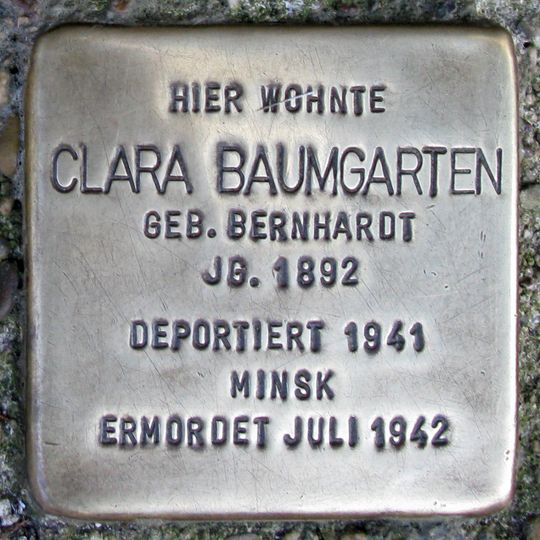 HIER WOHNTE
CLARA BAUMGARTEN
GEB. BERNHARDT
JG. 1892
DEPORTIERT 1941
MINSK
ERMORDET JULI 1942